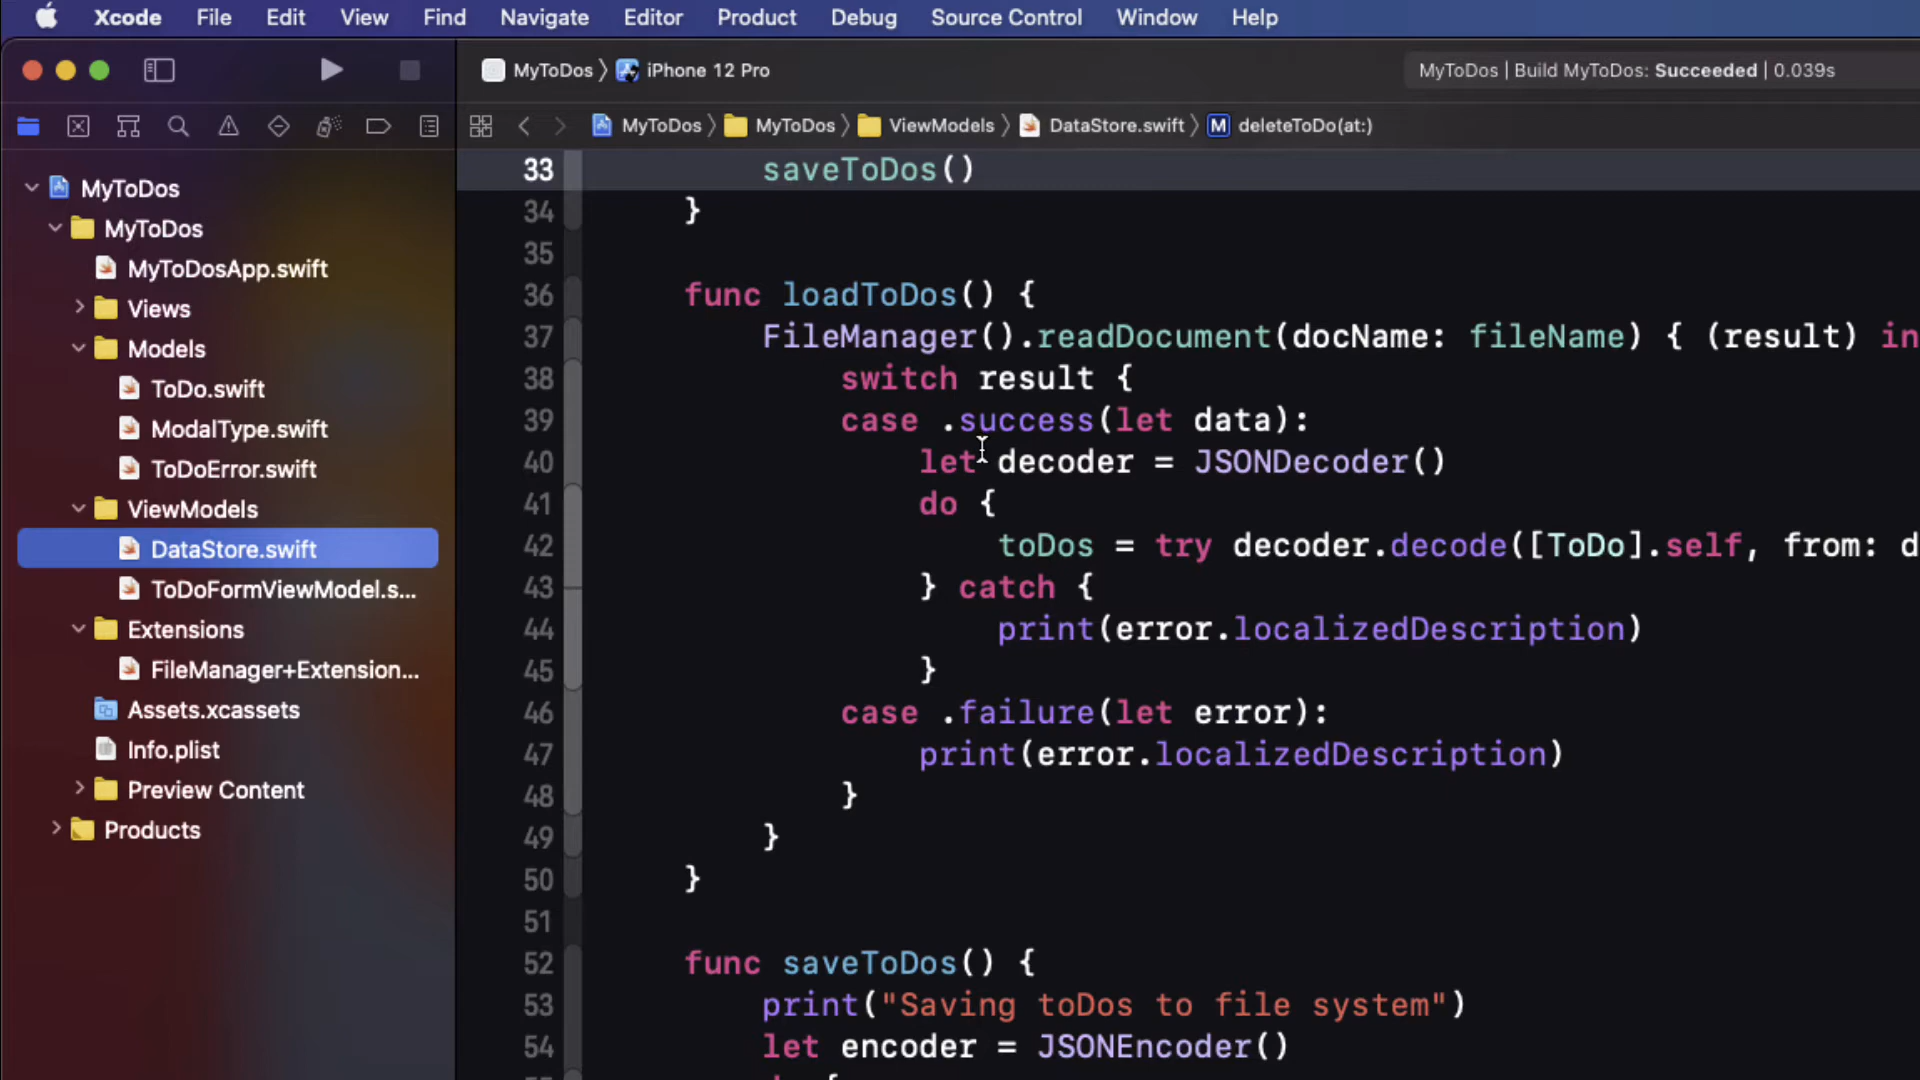 Xcode File Edit View Find Navigate Editor Product Debug Source Control Window Help
MyToDos iPhone 12 Pro MyToDos | Build MyToDos: Succeeded | 0.039s
MyToDos MyToDos ViewModels DataStore.swift M deleteToDo(at:)
MyToDos
MyToDos
MyToDosApp.swift
Views
Models
ToDo.swift
ModalType.swift
ToDoError.swift
ViewModels
DataStore.swift
ToDoFormViewModel.s...
Extensions
FileManager+Extension...
Assets.xcassets
Info.plist
Preview Content
Products
33 saveToDos()
34 }
35
36 func loadToDos() {
37 FileManager().readDocument(docName: fileName) { (result) in
38 switch result {
39 case .success(let data):
40 let decoder = JSONDecoder()
41 do {
42 toDos = try decoder.decode([ToDo].self, from: d
43 } catch {
44 print(error.localizedDescription)
45 }
46 case .failure(let error):
47 print(error.localizedDescription)
48 }
49 }
50 }
51
52 func saveToDos() {
53 print("Saving toDos to file system")
54 let encoder = JSONEncoder()